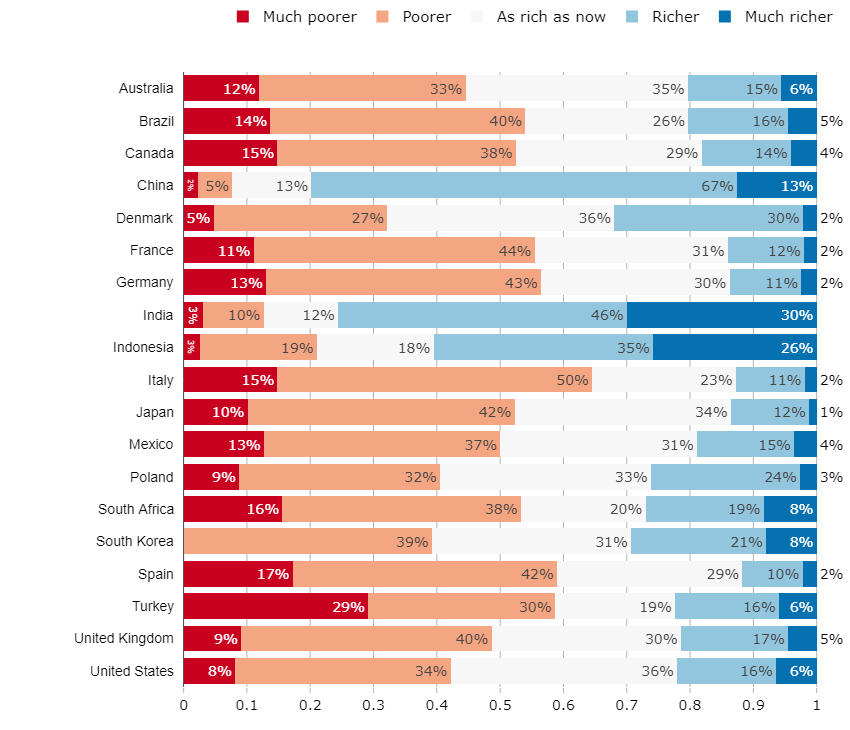 Much poorer Poorer As rich as now Richer Much richer
Australia 12% 33% 35% 15% 6%
Brazil 14% 40% 26% 16% 5%
Canada 15% 38% 29% 14% 4%
China 2% 5% 13% 67% 13%
Denmark 5% 27% 36% 30% 2%
France 11% 44% 31% 12% 2%
Germany 13% 43% 30% 11% 2%
India 3% 10% 12% 46% 30%
Indonesia 3% 19% 18% 35% 26%
Italy 15% 50% 23% 11% 2%
Japan 10% 42% 34% 12% 1%
Mexico 13% 37% 31% 15% 4%
Poland 9% 32% 33% 24% 3%
South Africa 16% 38% 20% 19% 8%
South Korea 39% 31% 21% 8%
Spain 17% 42% 29% 10% 2%
Turkey 29% 30% 19% 16% 6%
United Kingdom 9% 40% 30% 17% 5%
United States 8% 34% 36% 16% 6%
0 0.1 0.2 0.3 0.4 0.5 0.6 0.7 0.8 0.9 1